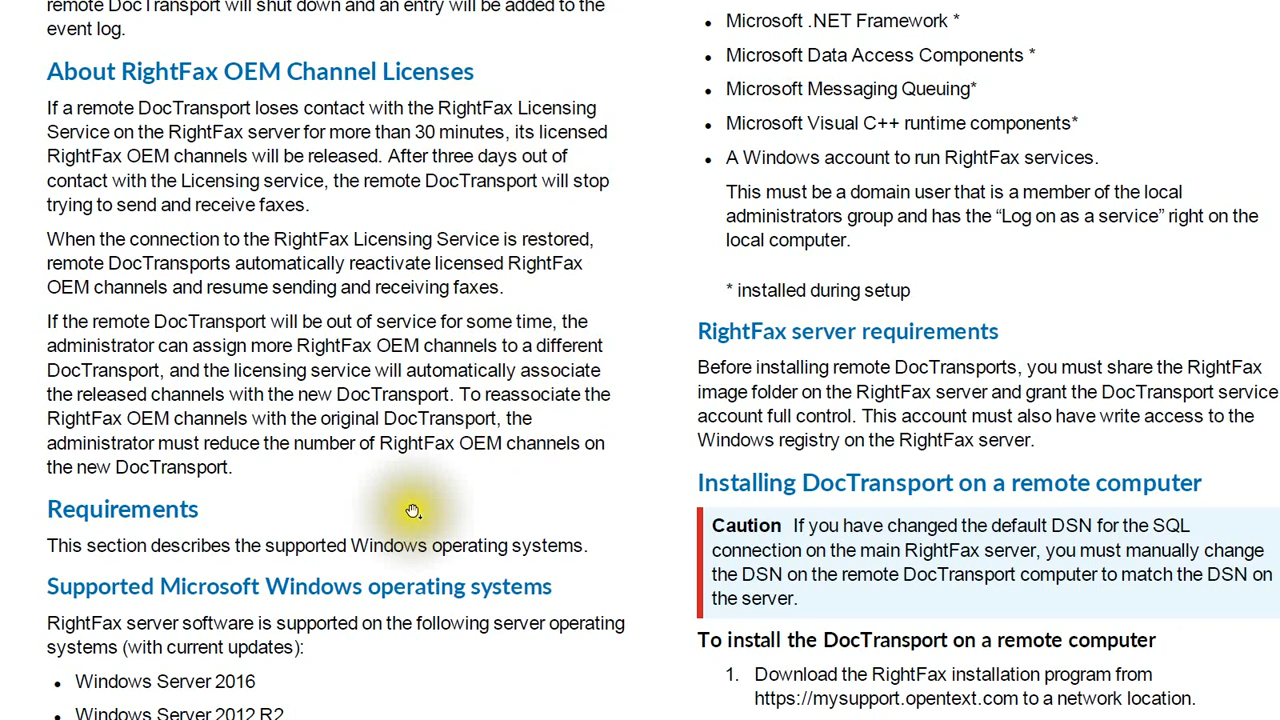 remote DocTransport will shut down and an entry will be added to the
event log.
About RightFax OEM Channel Licenses
If a remote DocTransport loses contact with the RightFax Licensing
Service on the RightFax server for more than 30 minutes, its licensed
RightFax OEM channels will be released. After three days out of
contact with the Licensing service, the remote DocTransport will stop
trying to send and receive faxes.
When the connection to the RightFax Licensing Service is restored,
remote DocTransports automatically reactivate licensed RightFax
OEM channels and resume sending and receiving faxes.
If the remote DocTransport will be out of service for some time, the
administrator can assign more RightFax OEM channels to a different
DocTransport, and the licensing service will automatically associate
the released channels with the new DocTransport. To reassociate the
RightFax OEM channels with the original DocTransport, the
administrator must reduce the number of RightFax OEM channels on
the new DocTransport.
Requirements
This section describes the supported Windows operating systems.
Supported Microsoft Windows operating systems
RightFax server software is supported on the following server operating
systems (with current updates):
• Windows Server 2016
• Windows Server 2012 R2
• Microsoft .NET Framework *
• Microsoft Data Access Components *
• Microsoft Messaging Queuing*
• Microsoft Visual C++ runtime components*
• A Windows account to run RightFax services.
This must be a domain user that is a member of the local
administrators group and has the “Log on as a service” right on the
local computer.
* installed during setup
RightFax server requirements
Before installing remote DocTransports, you must share the RightFax
image folder on the RightFax server and grant the DocTransport service
account full control. This account must also have write access to the
Windows registry on the RightFax server.
Installing DocTransport on a remote computer
Caution If you have changed the default DSN for the SQL
connection on the main RightFax server, you must manually change
the DSN on the remote DocTransport computer to match the DSN on
the server.
To install the DocTransport on a remote computer
1. Download the RightFax installation program from
https://mysupport.opentext.com to a network location.